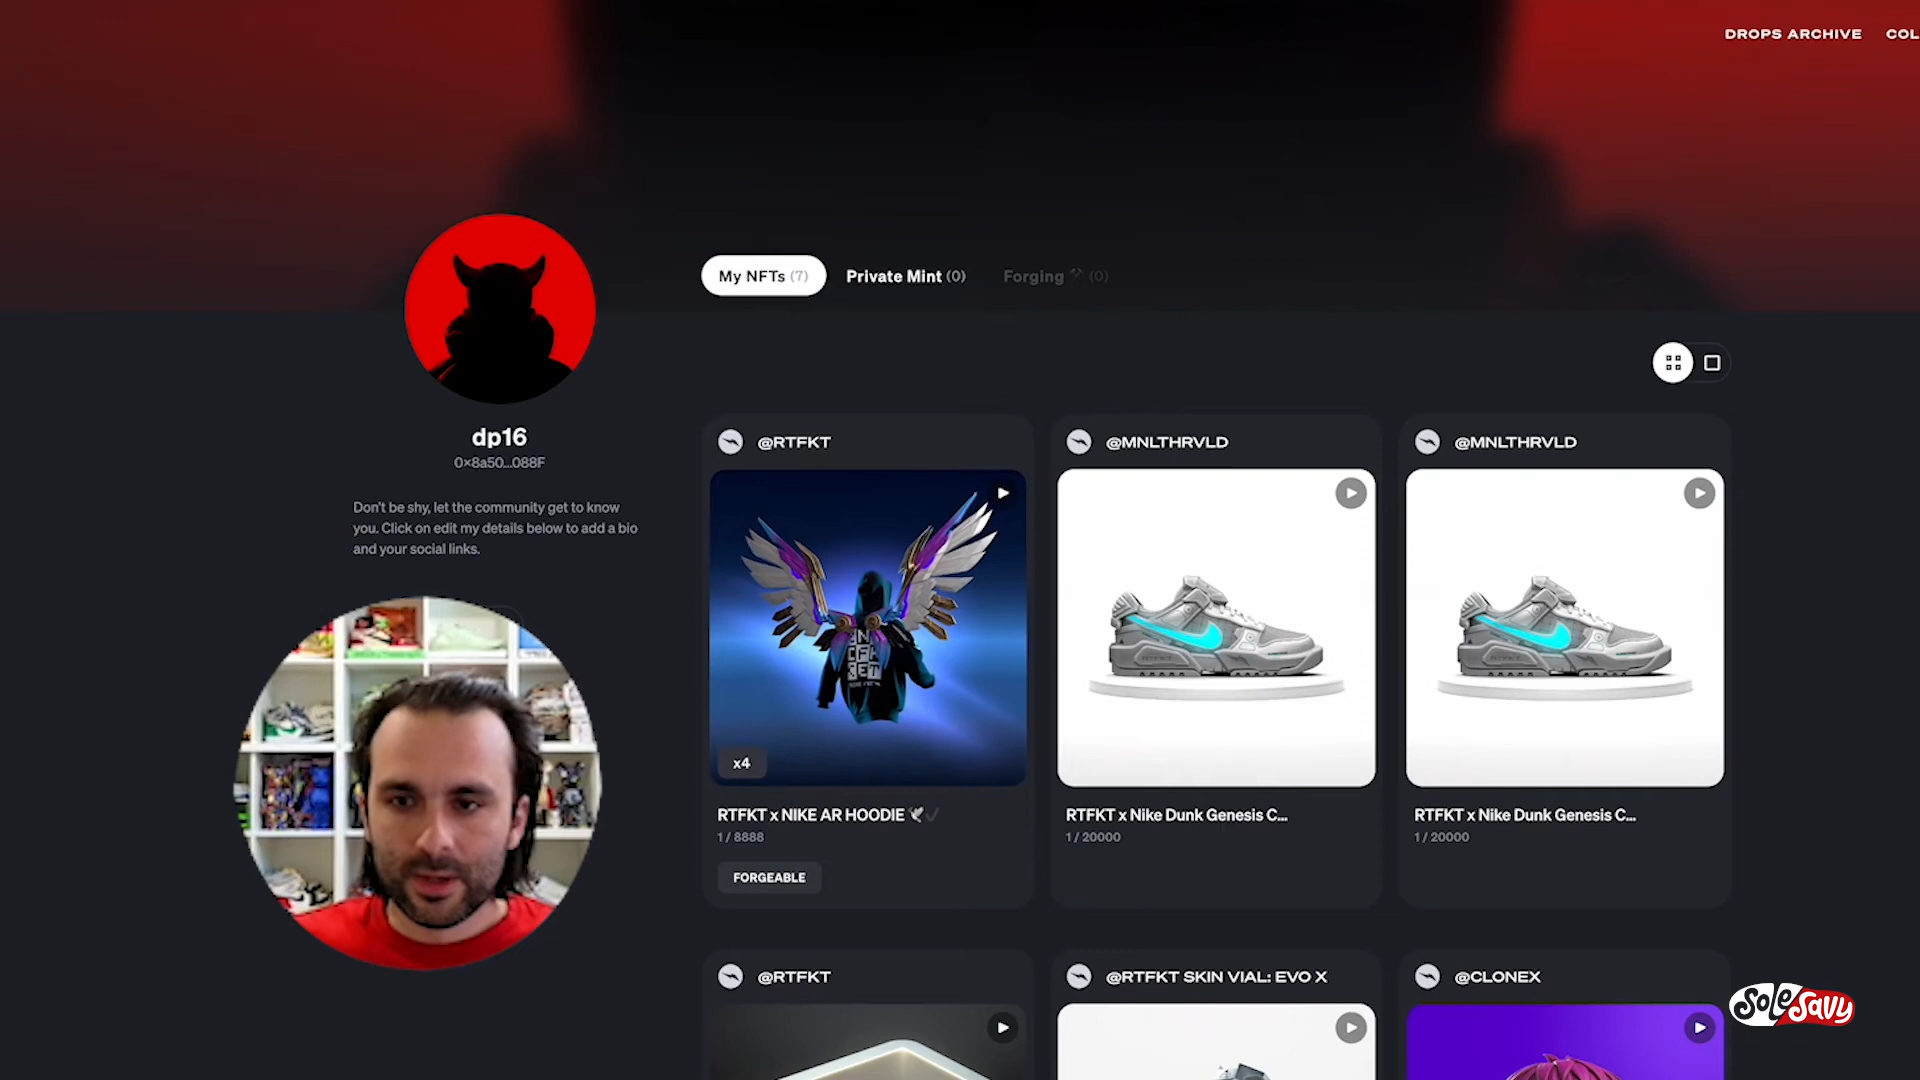 DROPS ARCHIVE COL
My NFTs (7) Private Mint (0) Forging (0)
dp16
0x8a50...088F
Don't be shy, let the community get to know
you. Click on edit my details below to add a bio
and your social links.
@RTFKT
x4
RTFKT x NIKE AR HOODIE
1 / 8888
FORGEABLE
@MNLTHRVLD
RTFKT x Nike Dunk Genesis C...
1 / 20000
@MNLTHRVLD
RTFKT x Nike Dunk Genesis C...
1 / 20000
@RTFKT
@RTFKT SKIN VIAL: EVO X
@CLONEX
SoleSavy